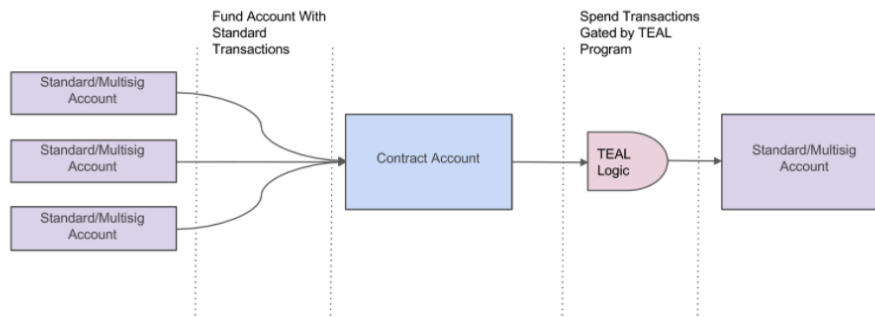 Fund Account With
Standard
Transactions
Spend Transactions
Gated by TEAL
Program
Standard/Multisig
Account
Standard/Multisig
Account
Standard/Multisig
Account
Contract Account
TEAL
Logic
Standard/Multisig
Account